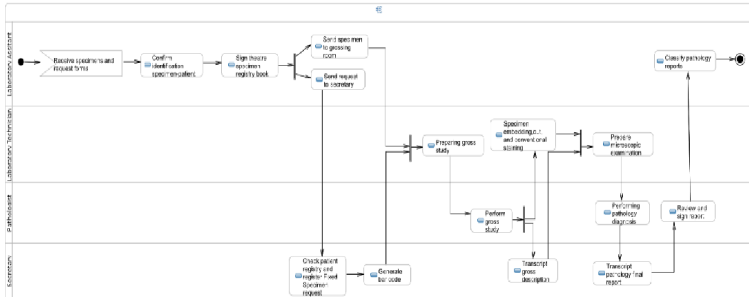 Laboratory Assistant
Receive specimens and
request forms
Confirm
identification
specimen-patient
Sign theatre
specimen
registry book
Send specimen
to grossing
room
Send request
to secretary
Classify pathology
reports
Laboratory Technician
Preparing gross
study
Specimen
embedding,cut
and conventional
staining
Prepare
microscopic
examination
Pathologist
Perform
gross
study
Performing
pathology
diagnosis
Review and
sign report
Secretary
Check patient
registry and
register Fixed
Specimen
request
Generate
bar code
Transcript
gross
description
Transcript
pathology final
report